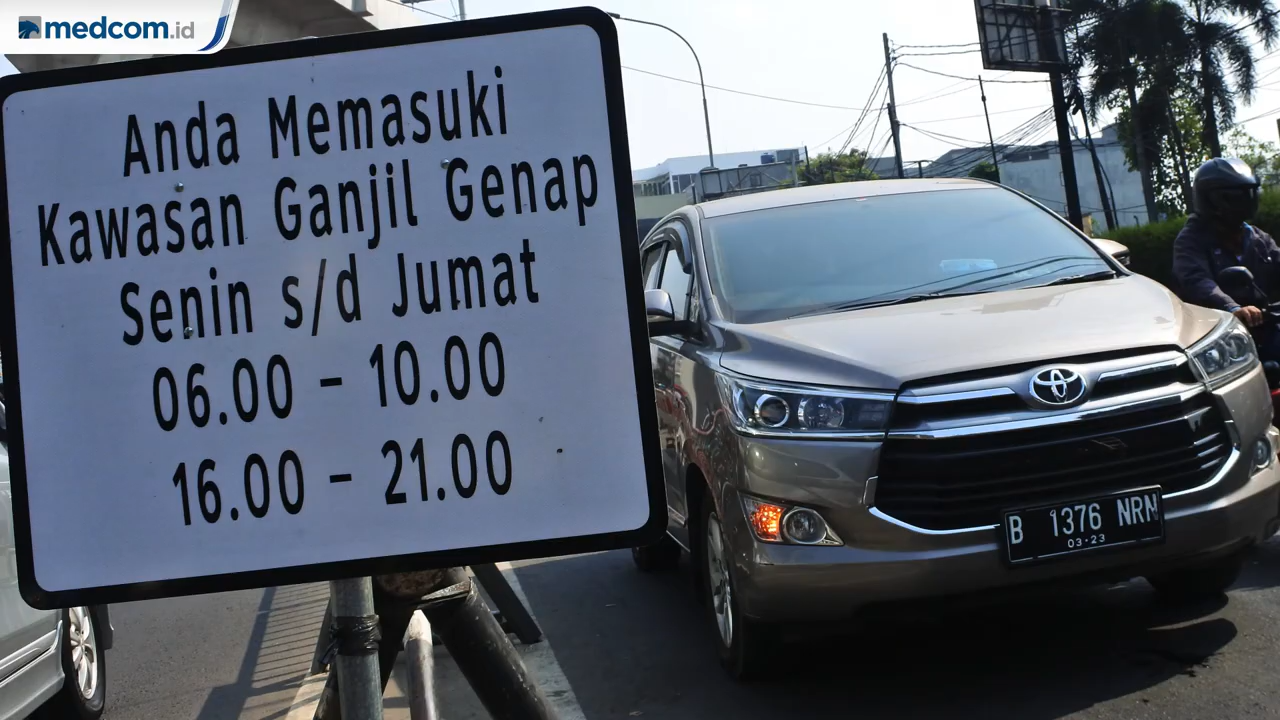 medcom.id
Anda Memasuki
Kawasan Ganjil Genap
Senin s/d Jumat
06.00 - 10.00
16.00 - 21.00
B 1376 NRN
03·23